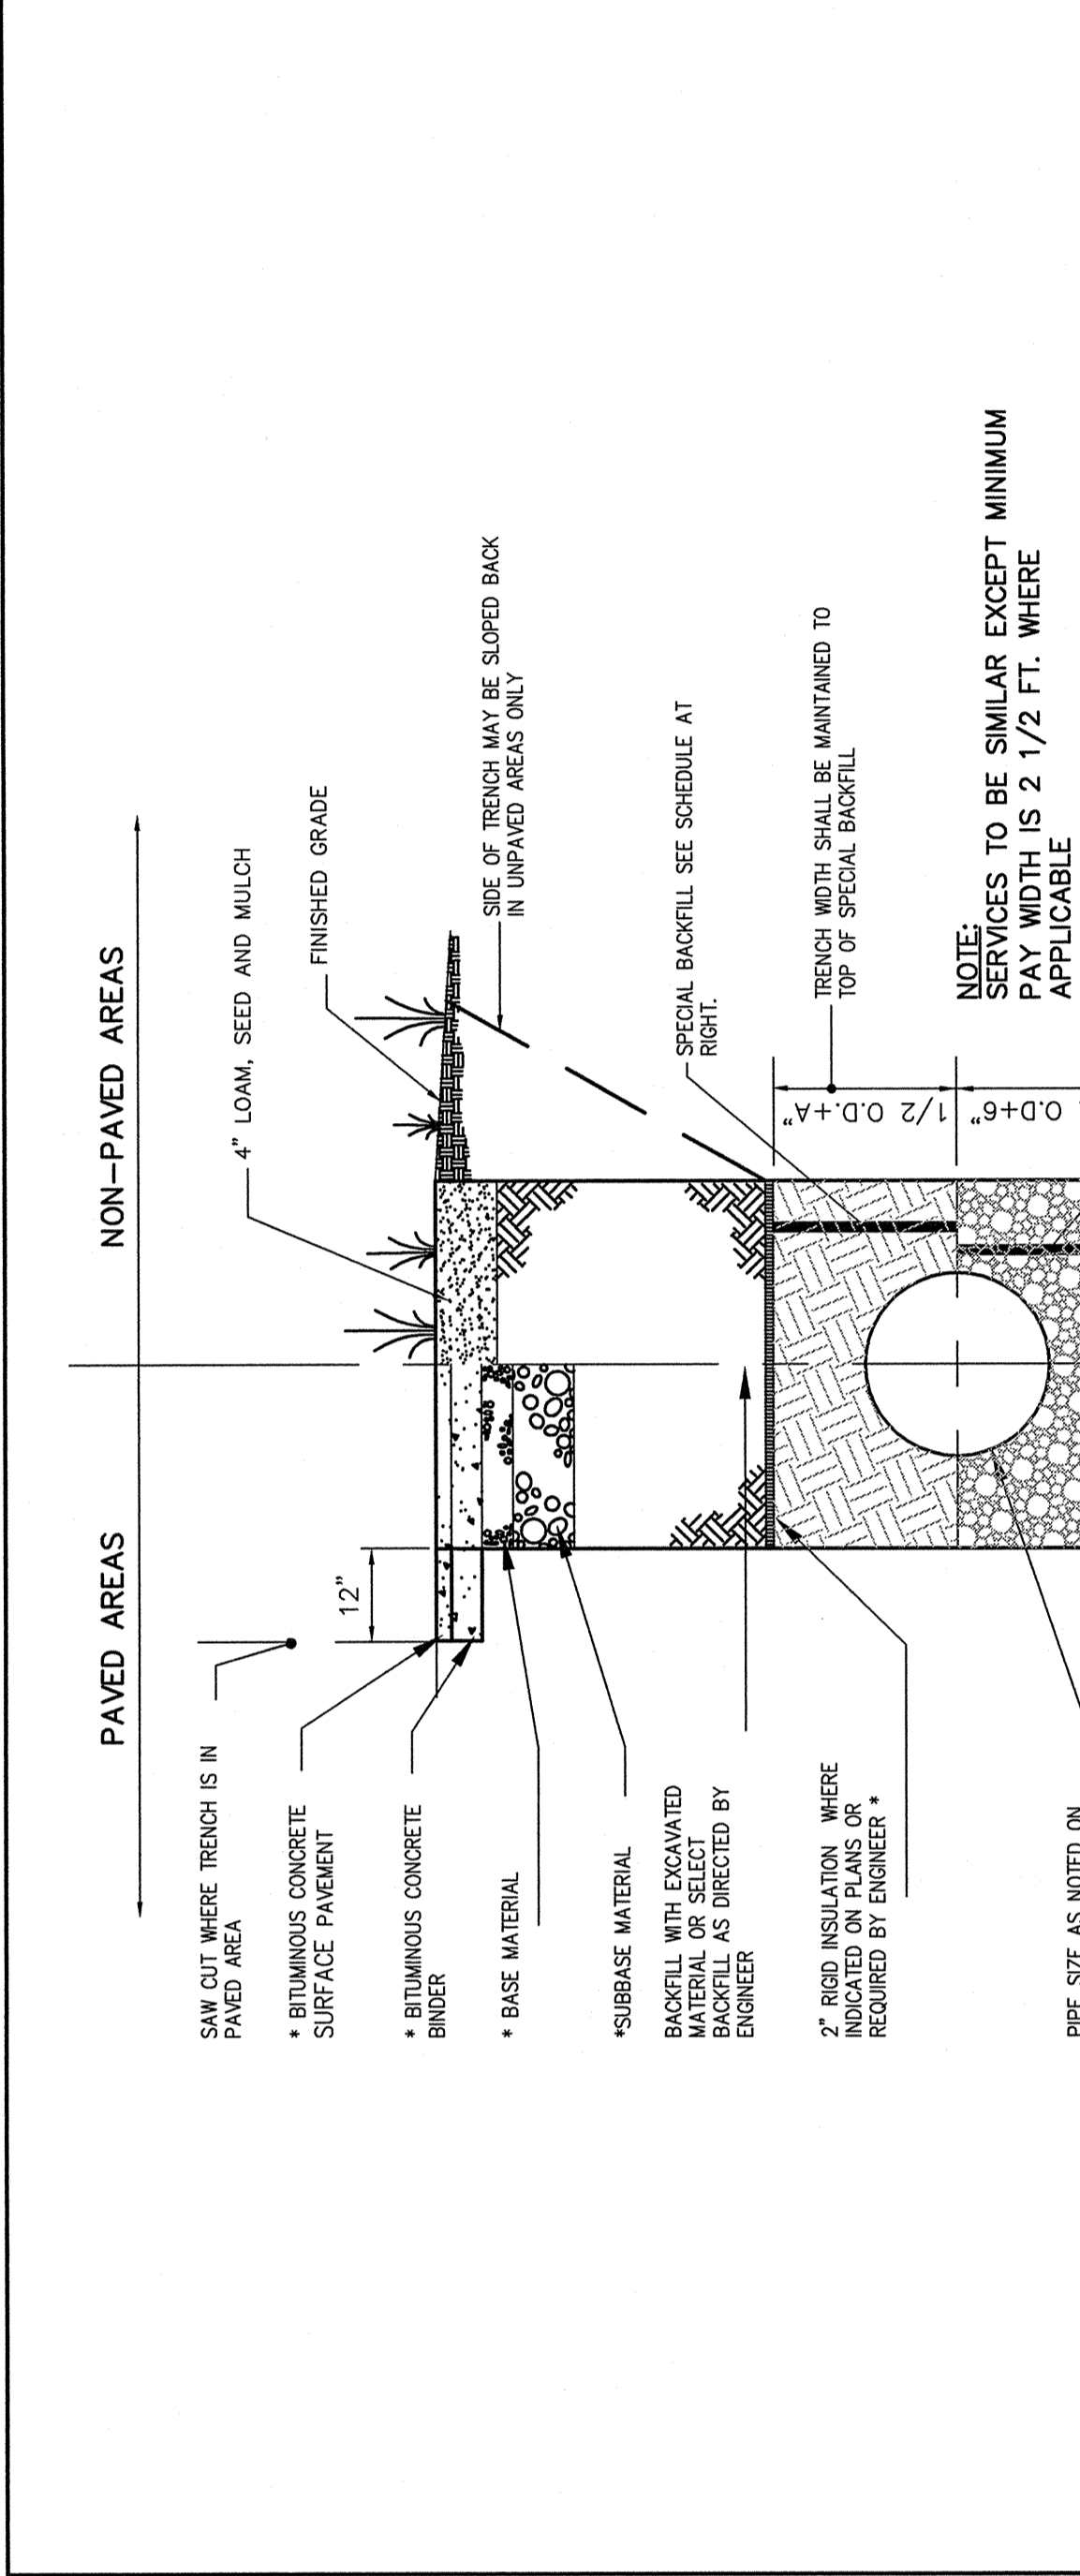 PAVED AREAS
NON-PAVED AREAS
SAW CUT WHERE TRENCH IS IN
PAVED AREA
* BITUMINOUS CONCRETE
SURFACE PAVEMENT
* BITUMINOUS CONCRETE
BINDER
* BASE MATERIAL
*SUBBASE MATERIAL
BACKFILL WITH EXCAVATED
MATERIAL OR SELECT
BACKFILL AS DIRECTED BY
ENGINEER
2" RIGID INSULATION WHERE
INDICATED ON PLANS OR
REQUIRED BY ENGINEER *
PIPE SIZE AS NOTED ON
12"
4" LOAM, SEED AND MULCH
FINISHED GRADE
SIDE OF TRENCH MAY BE SLOPED BACK
IN UNPAVED AREAS ONLY
SPECIAL BACKFILL SEE SCHEDULE AT
RIGHT.
TRENCH WIDTH SHALL BE MAINTAINED TO
TOP OF SPECIAL BACKFILL
1/2 O.D.+A"
O.D+6"
NOTE:
SERVICES TO BE SIMILAR EXCEPT MINIMUM
PAY WIDTH IS 2 1/2 FT. WHERE
APPLICABLE